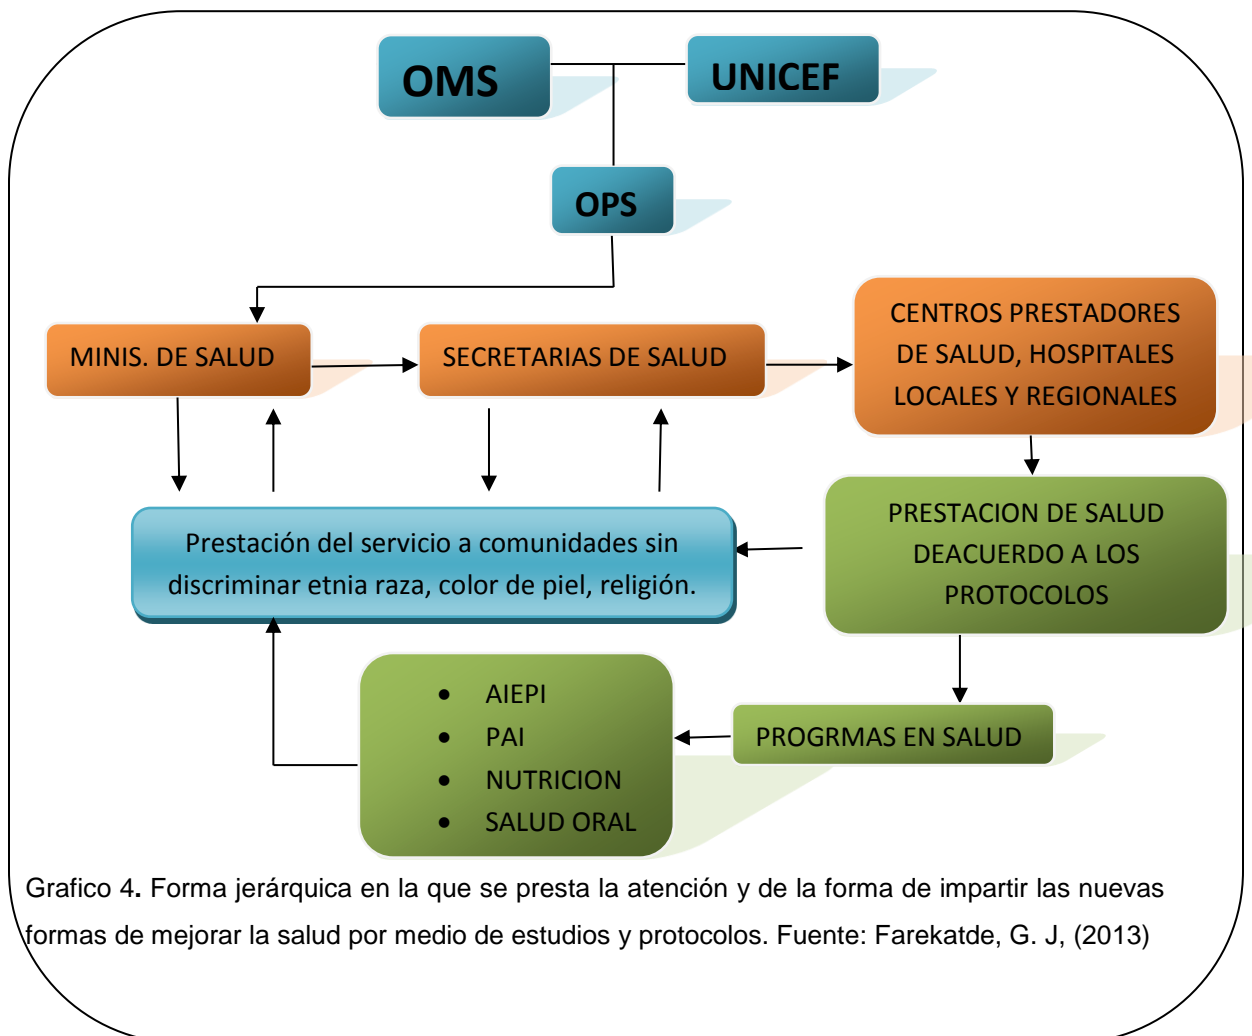 OMS
UNICEF
OPS
MINIS. DE SALUD
SECRETARIAS DE SALUD
CENTROS PRESTADORES
DE SALUD, HOSPITALES
LOCALES Y REGIONALES
Prestación del servicio a comunidades sin
discriminar etnia raza, color de piel, religión.
PRESTACION DE SALUD
DEACUERDO A LOS
PROTOCOLOS
• AIEPI
• PAI
• NUTRICION
• SALUD ORAL
PROGRMAS EN SALUD
Grafico 4. Forma jerárquica en la que se presta la atención y de la forma de impartir las nuevas
formas de mejorar la salud por medio de estudios y protocolos. Fuente: Farekatde, G. J, (2013)